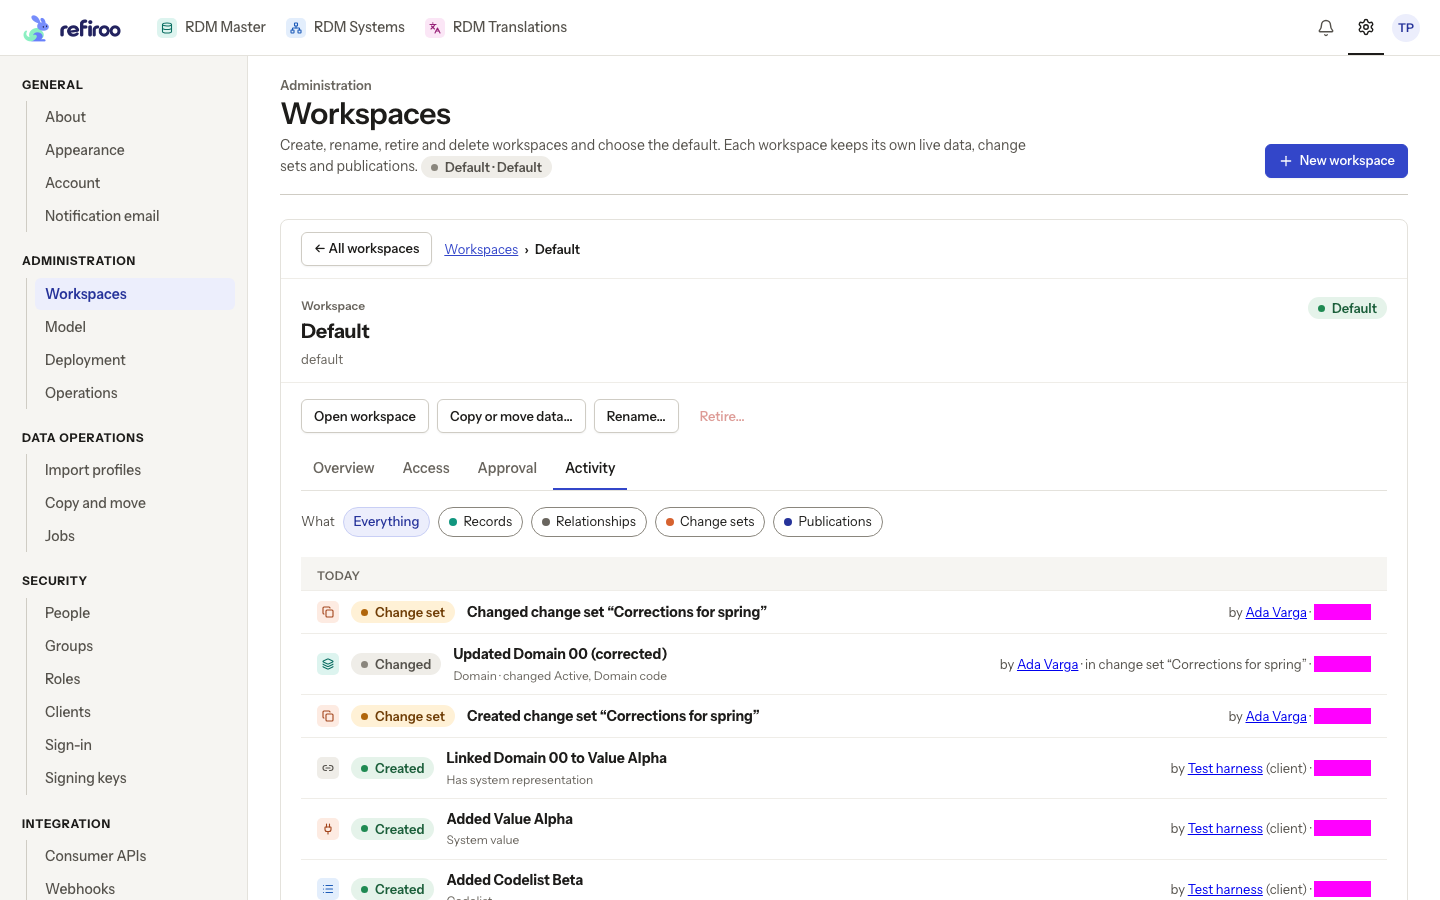 refiroo
RDM Master
RDM Systems
RDM Translations
TP
GENERAL
About
Appearance
Account
Notification email
ADMINISTRATION
Workspaces
Model
Deployment
Operations
DATA OPERATIONS
Import profiles
Copy and move
Jobs
SECURITY
People
Groups
Roles
Clients
Sign-in
Signing keys
INTEGRATION
Consumer APIs
Webhooks
Administration
Workspaces
Create, rename, retire and delete workspaces and choose the default. Each workspace keeps its own live data, change
sets and publications. Default · Default
+ New workspace
← All workspaces
Workspaces › Default
Workspace
Default
default
Default
Open workspace
Copy or move data…
Rename…
Retire…
Overview
Access
Approval
Activity
What
Everything
Records
Relationships
Change sets
Publications
TODAY
Change set Changed change set “Corrections for spring” by Ada Varga ·
Changed Updated Domain 00 (corrected) by Ada Varga · in change set “Corrections for spring” ·
Domain · changed Active, Domain code
Change set Created change set “Corrections for spring” by Ada Varga ·
Created Linked Domain 00 to Value Alpha by Test harness (client) ·
Has system representation
Created Added Value Alpha by Test harness (client) ·
System value
Created Added Codelist Beta by Test harness (client) ·
Codelist